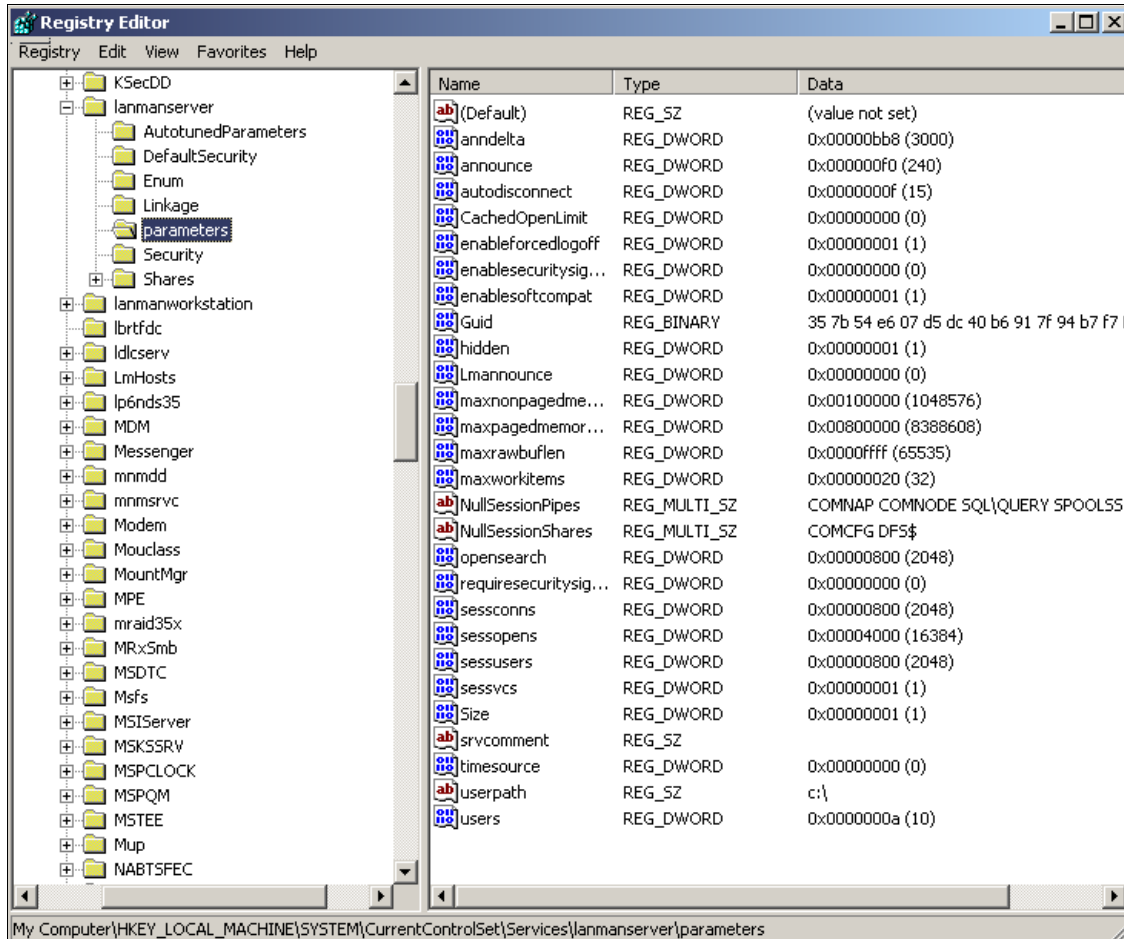 Registry Editor
Registry Edit View Favorites Help
KSecDD
lanmanserver
AutotunedParameters
DefaultSecurity
Enum
Linkage
parameters
Security
Shares
lanmanworkstation
lbrtfdc
ldlcserv
LmHosts
lp6nds35
MDM
Messenger
mnmdd
mnmsrvc
Modem
Mouclass
MountMgr
MPE
mraid35x
MRxSmb
MSDTC
Msfs
MSIServer
MSKSSRV
MSPCLOCK
MSPQM
MSTEE
Mup
NABTSFEC
Name Type Data
(Default) REG_SZ (value not set)
anndelta REG_DWORD 0x00000bb8 (3000)
announce REG_DWORD 0x000000f0 (240)
autodisconnect REG_DWORD 0x0000000f (15)
CachedOpenLimit REG_DWORD 0x00000000 (0)
enableforcedlogoff REG_DWORD 0x00000001 (1)
enablesecuritysig... REG_DWORD 0x00000000 (0)
enablesoftcompat REG_DWORD 0x00000001 (1)
Guid REG_BINARY 35 7b 54 e6 07 d5 dc 40 b6 91 7f 94 b7 f7
hidden REG_DWORD 0x00000001 (1)
Lmannounce REG_DWORD 0x00000000 (0)
maxnonpagedme... REG_DWORD 0x00100000 (1048576)
maxpagedmemor... REG_DWORD 0x00800000 (8388608)
maxrawbuflen REG_DWORD 0x0000ffff (65535)
maxworkitems REG_DWORD 0x00000020 (32)
NullSessionPipes REG_MULTI_SZ COMNAP COMNODE SQL\QUERY SPOOLSS
NullSessionShares REG_MULTI_SZ COMCFG DFS$
opensearch REG_DWORD 0x00000800 (2048)
requiresecuritysig... REG_DWORD 0x00000000 (0)
sessconns REG_DWORD 0x00000800 (2048)
sessopens REG_DWORD 0x00004000 (16384)
sessusers REG_DWORD 0x00000800 (2048)
sessvcs REG_DWORD 0x00000001 (1)
Size REG_DWORD 0x00000001 (1)
srvcomment REG_SZ
timesource REG_DWORD 0x00000000 (0)
userpath REG_SZ c:\
users REG_DWORD 0x0000000a (10)
My Computer\HKEY_LOCAL_MACHINE\SYSTEM\CurrentControlSet\Services\lanmanserver\parameters